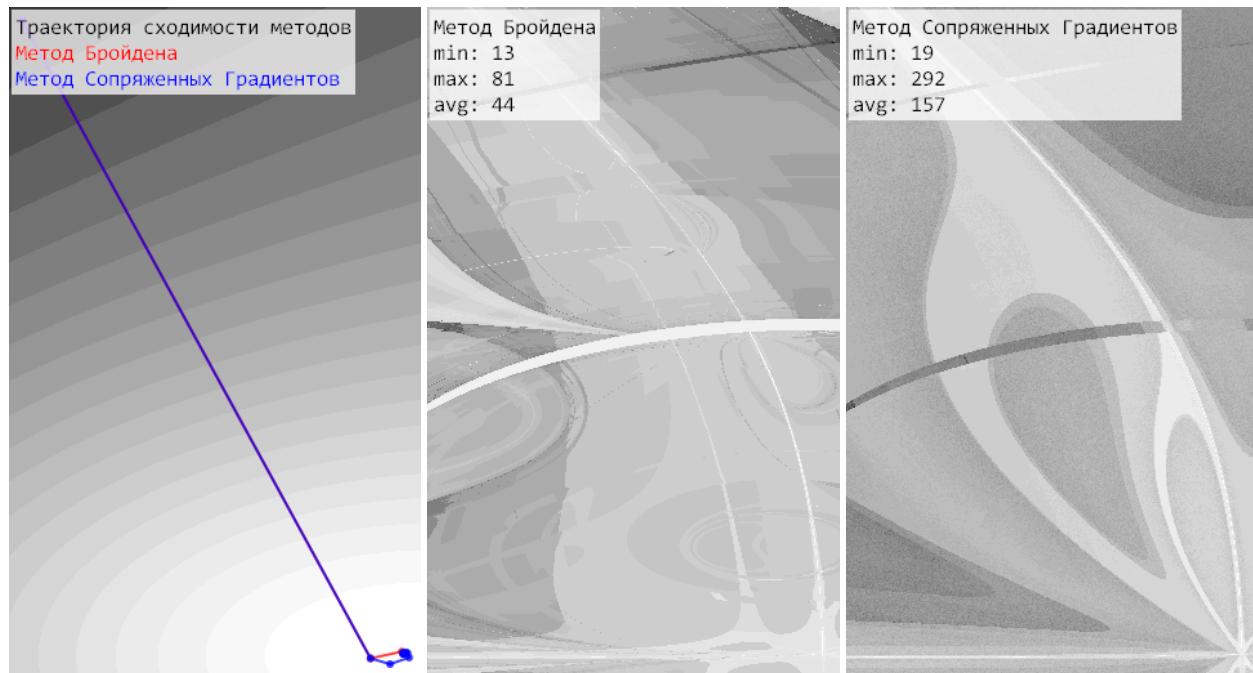 Траектория сходимости методов
Метод Бройдена
Метод Сопряженных Градиентов
Метод Бройдена
min: 13
max: 81
avg: 44
Метод Сопряженных Градиентов
min: 19
max: 292
avg: 157